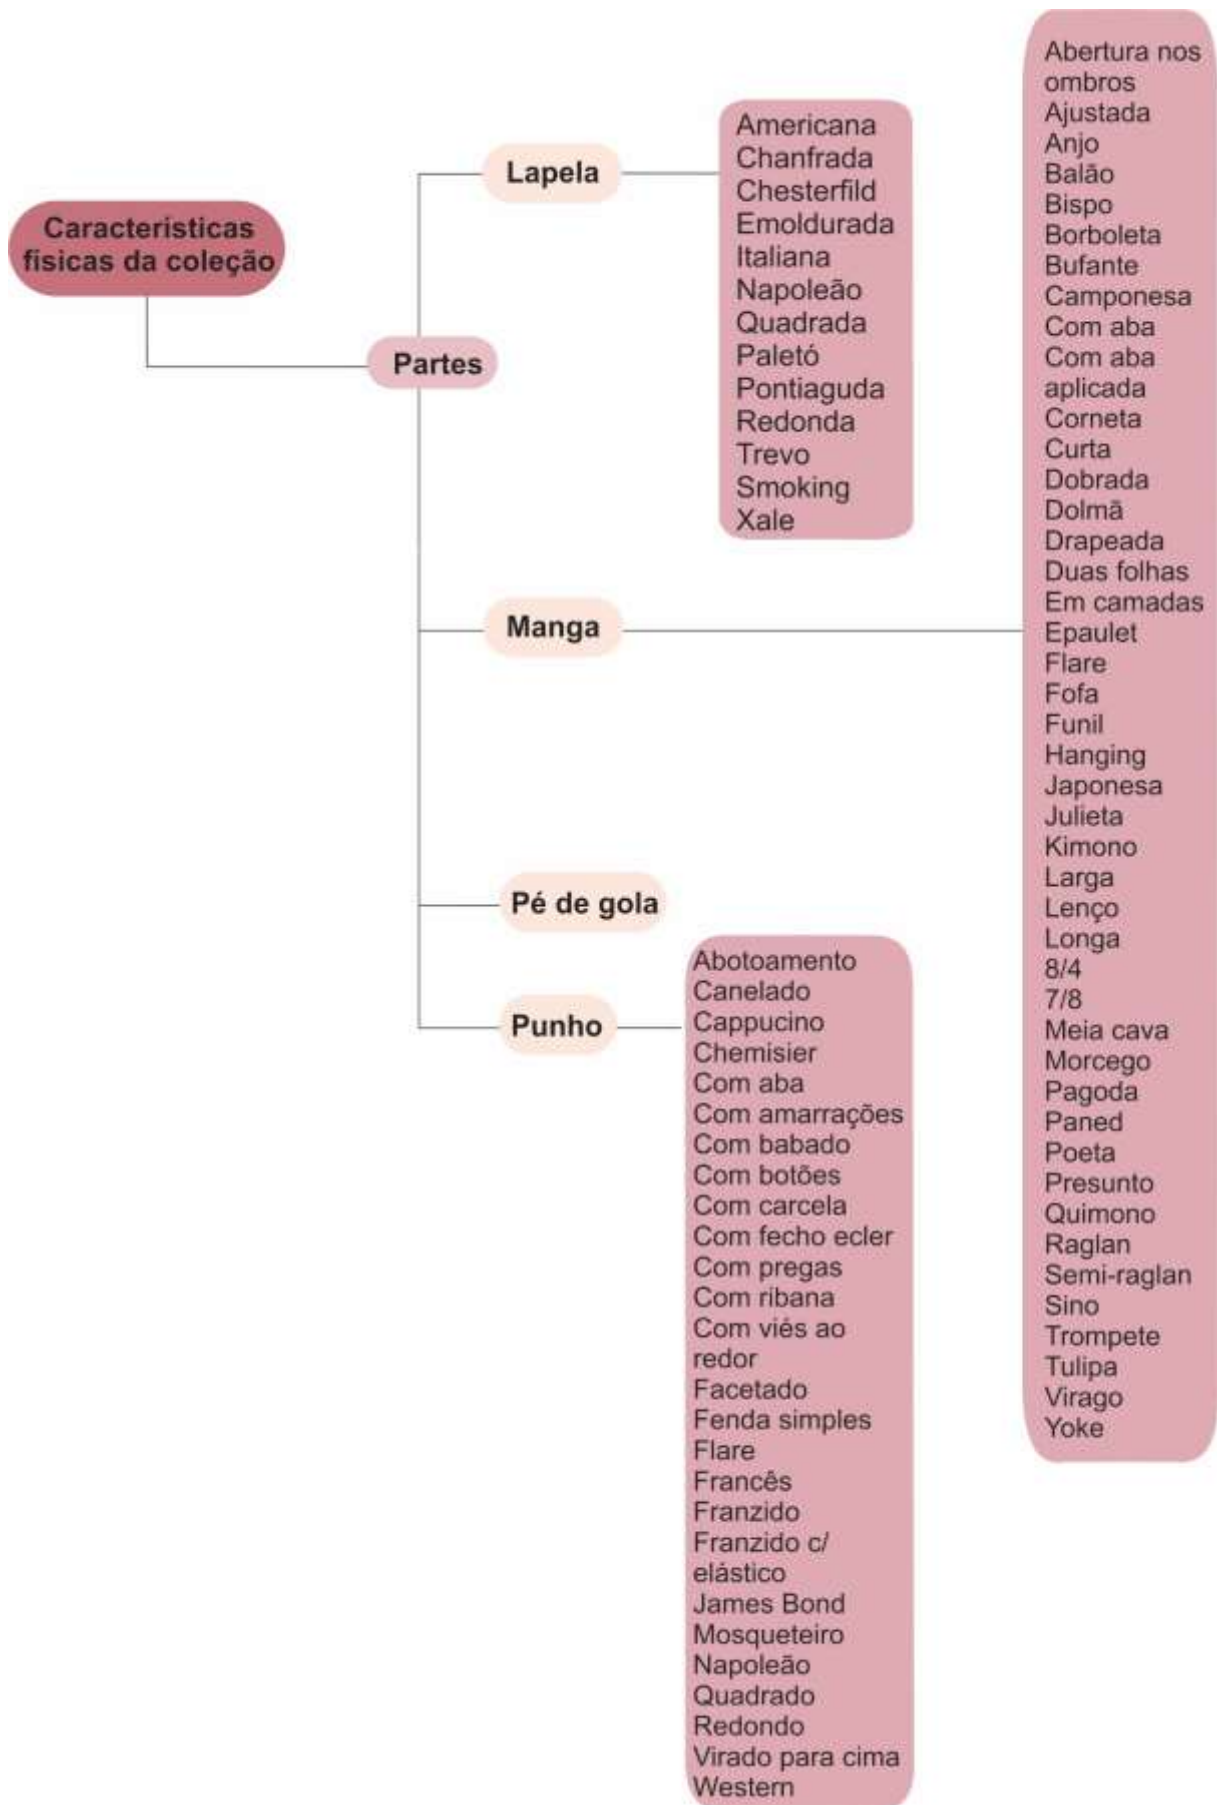 Características
fisicas da coleção
Partes
Lapela
Americana
Chanfrada
Chesterfild
Emoldurada
Italiana
Napoleão
Quadrada
Paletó
Pontiaguda
Redonda
Trevo
Smoking
Xale
Manga
Abertura nos
ombros
Ajustada
Anjo
Balão
Bispo
Borboleta
Bufante
Camponesa
Com aba
Com aba
aplicada
Corneta
Curta
Dobrada
Dolmã
Drapeada
Duas folhas
Em camadas
Epaulet
Flare
Fofa
Funil
Hanging
Japonesa
Julieta
Kimono
Larga
Lenço
Longa
8/4
7/8
Meia cava
Morcego
Pagoda
Paned
Poeta
Presunto
Quimono
Raglan
Semi-raglan
Sino
Trompete
Tulipa
Virago
Yoke
Pé de gola
Punho
Abotoamento
Canelado
Cappucino
Chemisier
Com aba
Com amarrações
Com babado
Com botões
Com carcela
Com fecho ecler
Com pregas
Com ribana
Com viés ao
redor
Facetado
Fenda simples
Flare
Francês
Franzido
Franzido c/
elástico
James Bond
Mosqueteiro
Napoleão
Quadrado
Redondo
Virado para cima
Western